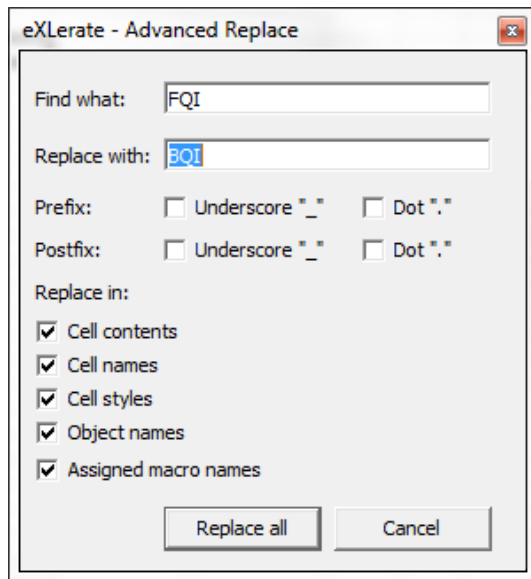 eXLerate - Advanced Replace
Find what: FQI
Replace with: BQI
Prefix: Underscore "_" Dot "."
Postfix: Underscore "_" Dot "."
Replace in:
Cell contents
Cell names
Cell styles
Object names
Assigned macro names
Replace all Cancel